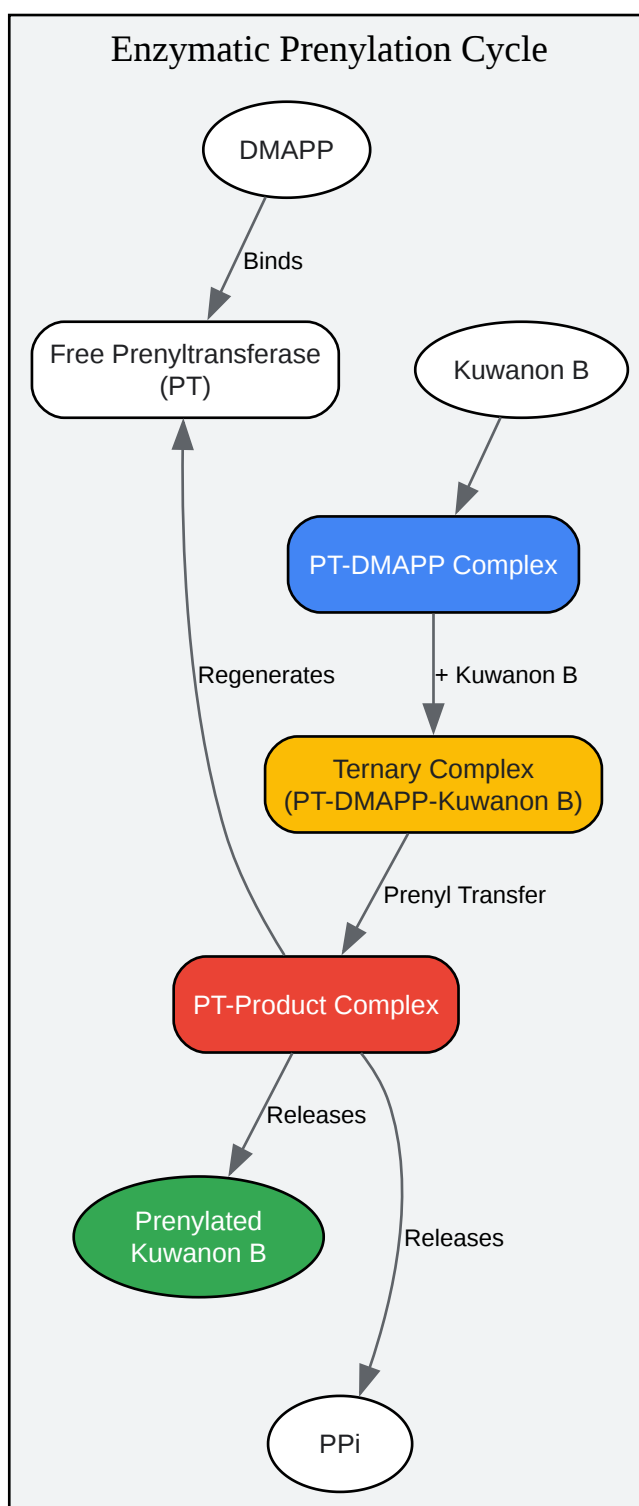 Enzymatic Prenylation Cycle
DMAPP
Binds
Free Prenyltransferase
(PT)
Kuwanon B
PT-DMAPP Complex
Regenerates
+ Kuwanon B
Ternary Complex
(PT-DMAPP-Kuwanon B)
Prenyl Transfer
PT-Product Complex
Releases
Prenylated
Kuwanon B
Releases
PPi